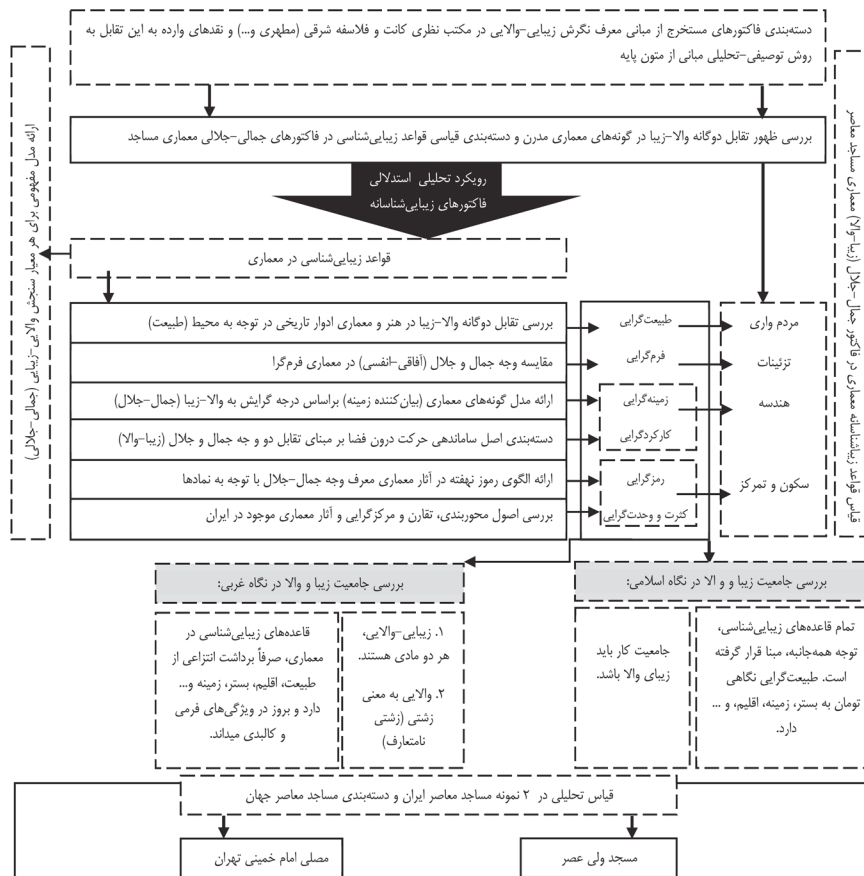 دسته‌بندی فاکتورهای مستخرج از مبانی معرف نگرش زیبایی-والایی در مکتب نظری کانت و فلاسفه شرقی (مطهری و...) و نقدهای وارده به این تقابل به
روش توصیفی-تحلیلی مبانی از متون پایه
قیاس قواعد زیباشناسانه معماری در فاکتور جمال-جلال (زیبا-والا) معماری مساجد معاصر
ارائه مدل مفهومی برای هر معیار سنجش والایی-زیبایی (جمالی-جلالی)
بررسی ظهور تقابل دوگانه والا-زیبا در گونه‌های معماری مدرن و دسته‌بندی قیاسی قواعد زیبایی‌شناسی در فاکتورهای جمالی-جلالی معماری مساجد
رویکرد تحلیلی استدلالی
فاکتورهای زیبایی‌شناسانه
قواعد زیبایی‌شناسی در معماری
بررسی تقابل دوگانه والا-زیبا در هنر و معماری ادوار تاریخی در توجه به محیط (طبیعت)
مقایسه وجه جمال و جلال (آفاقی-انفسی) در معماری فرم‌گرا
ارائه مدل گونه‌های معماری (بیان‌کننده زمینه) براساس درجه گرایش به والا-زیبا (جمال-جلال)
دسته‌بندی اصل ساماندهی حرکت درون فضا بر مبنای تقابل دو و جه جمال و جلال (زیبا-والا)
ارائه الگوی رموز نهفته در آثار معماری معرف وجه جمال-جلال با توجه به نمادها
بررسی اصول محوربندی، تقارن و مرکزگرایی و آثار معماری موجود در ایران
طبیعت‌گرایی
فرم‌گرایی
زمینه‌گرایی
کارکردگرایی
رمزگرایی
کثرت و وحدت‌گرایی
مردم واری
تزئینات
هندسه
سکون و تمرکز
بررسی جامعیت زیبا و و الا در نگاه اسلامی:
تمام قاعده‌های زیبایی‌شناسی،
توجه همه‌جانبه، مبنا قرار گرفته
است. طبیعت‌گرایی نگاهی
تومان به بستر، زمینه، اقلیم، و ...
دارد.
جامعیت کار باید
زیبای والا باشد.
بررسی جامعیت زیبا و والا در نگاه غربی:
۱. زیبایی-والایی،
هر دو مادی هستند.
۲. والایی به معنی
زشتی (زشتی
نامتعارف)
قاعده‌های زیبایی‌شناسی در
معماری، صرفاً برداشت انتزاعی از
طبیعت، اقلیم، بستر، زمینه و...
دارد و بروز در ویژگی‌های فرمی
و کالبدی میداند.
قیاس تحلیلی در ۲ نمونه مساجد معاصر ایران و دسته‌بندی مساجد معاصر جهان
مسجد ولی عصر
مصلی امام خمینی تهران